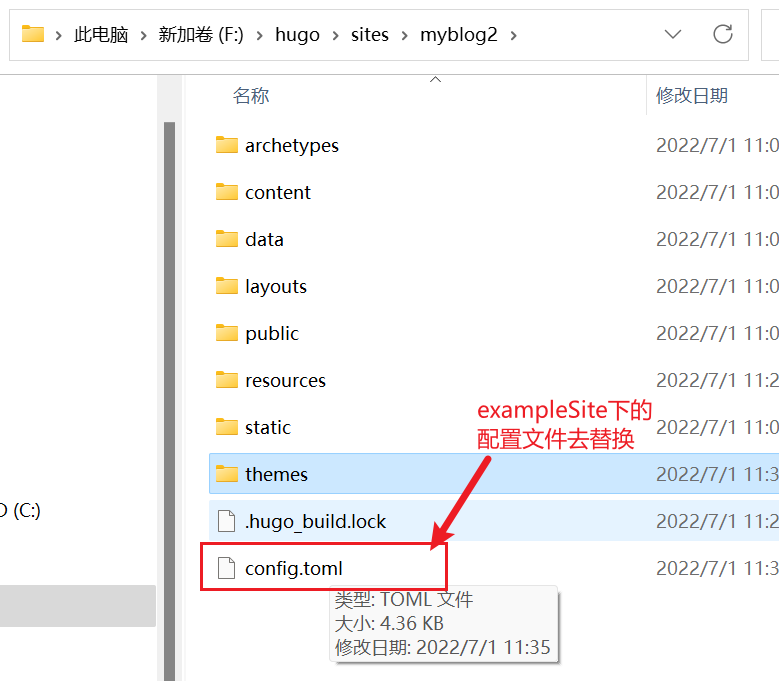 此电脑 > 新加卷 (F:) > hugo > sites > myblog2 >
名称 修改日期
archetypes 2022/7/1 11:0
content 2022/7/1 11:0
data 2022/7/1 11:0
layouts 2022/7/1 11:0
public 2022/7/1 11:0
resources 2022/7/1 11:2
exampleSite下的
配置文件去替换
static 2022/7/1 11:0
themes 2022/7/1 11:3
(C:)
.hugo_build.lock 2022/7/1 11:2
config.toml 2022/7/1 11:3
类型: TOML 文件
大小: 4.36 KB
修改日期: 2022/7/1 11:35